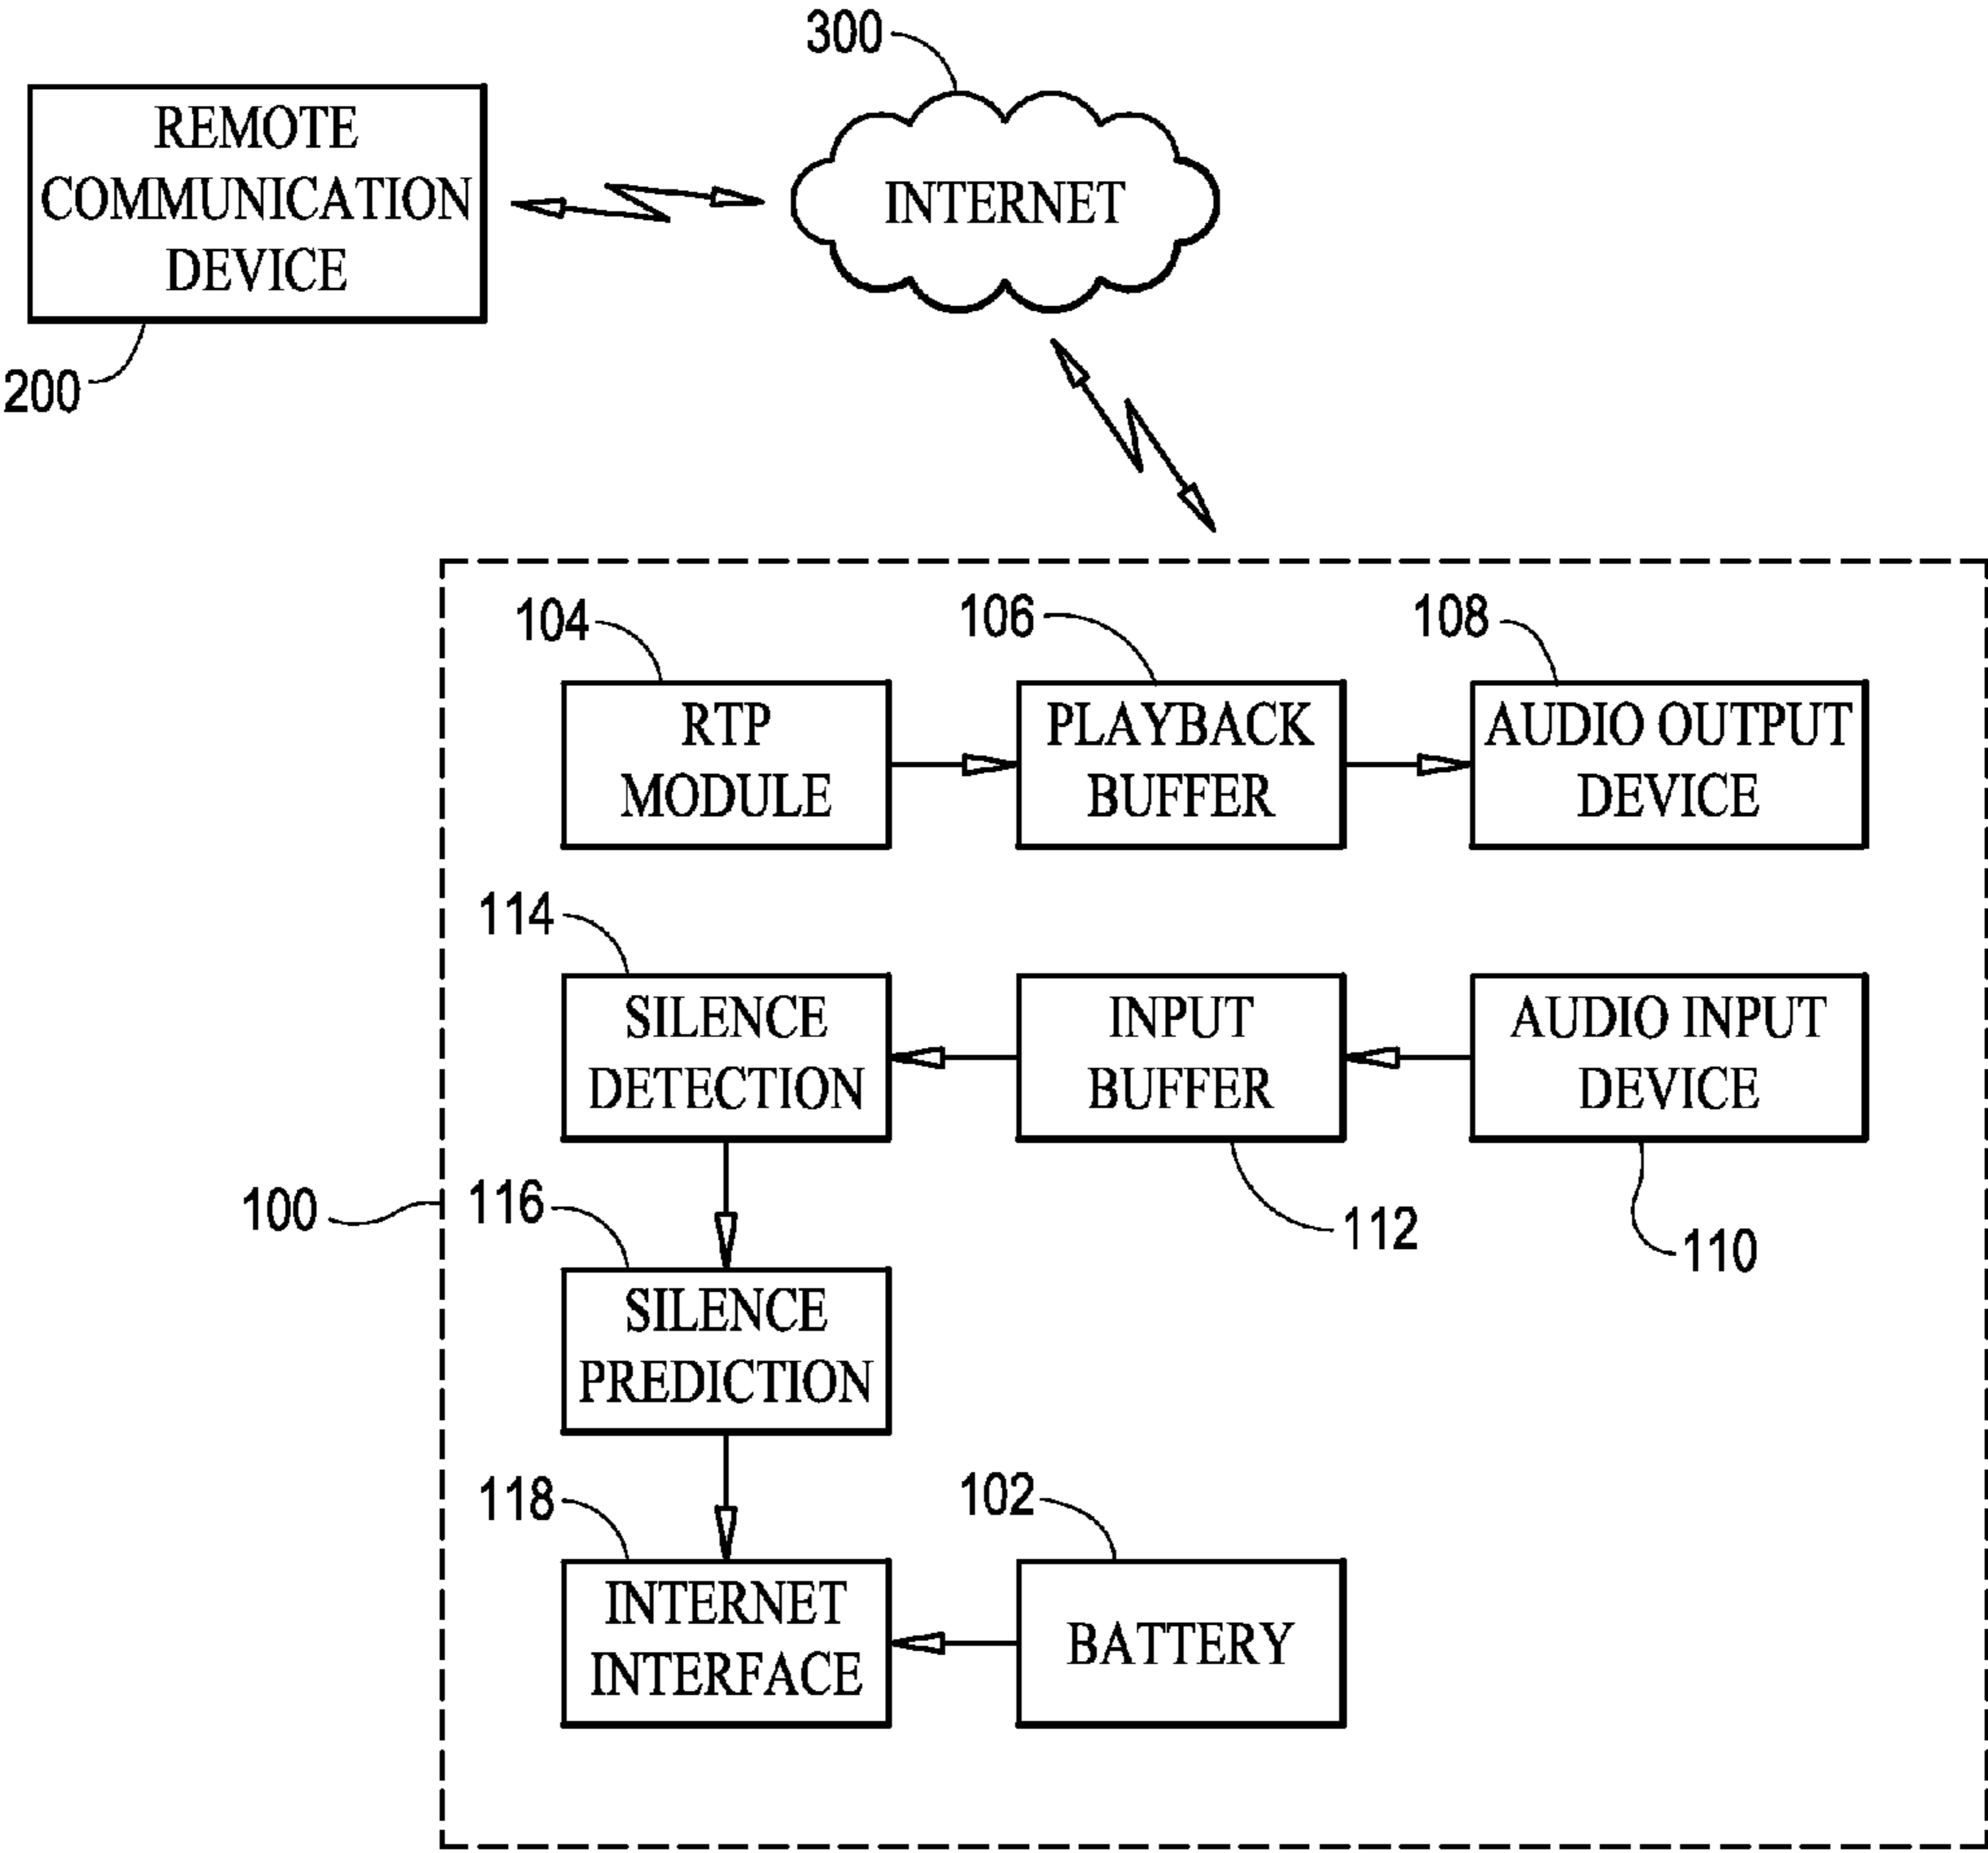 300
REMOTE
COMMUNICATION
DEVICE
INTERNET
200
104
106
108
RTP
MODULE
PLAYBACK
BUFFER
AUDIO OUTPUT
DEVICE
114
SILENCE
DETECTION
INPUT
BUFFER
AUDIO INPUT
DEVICE
100
116
112
110
SILENCE
PREDICTION
118
102
INTERNET
INTERFACE
BATTERY